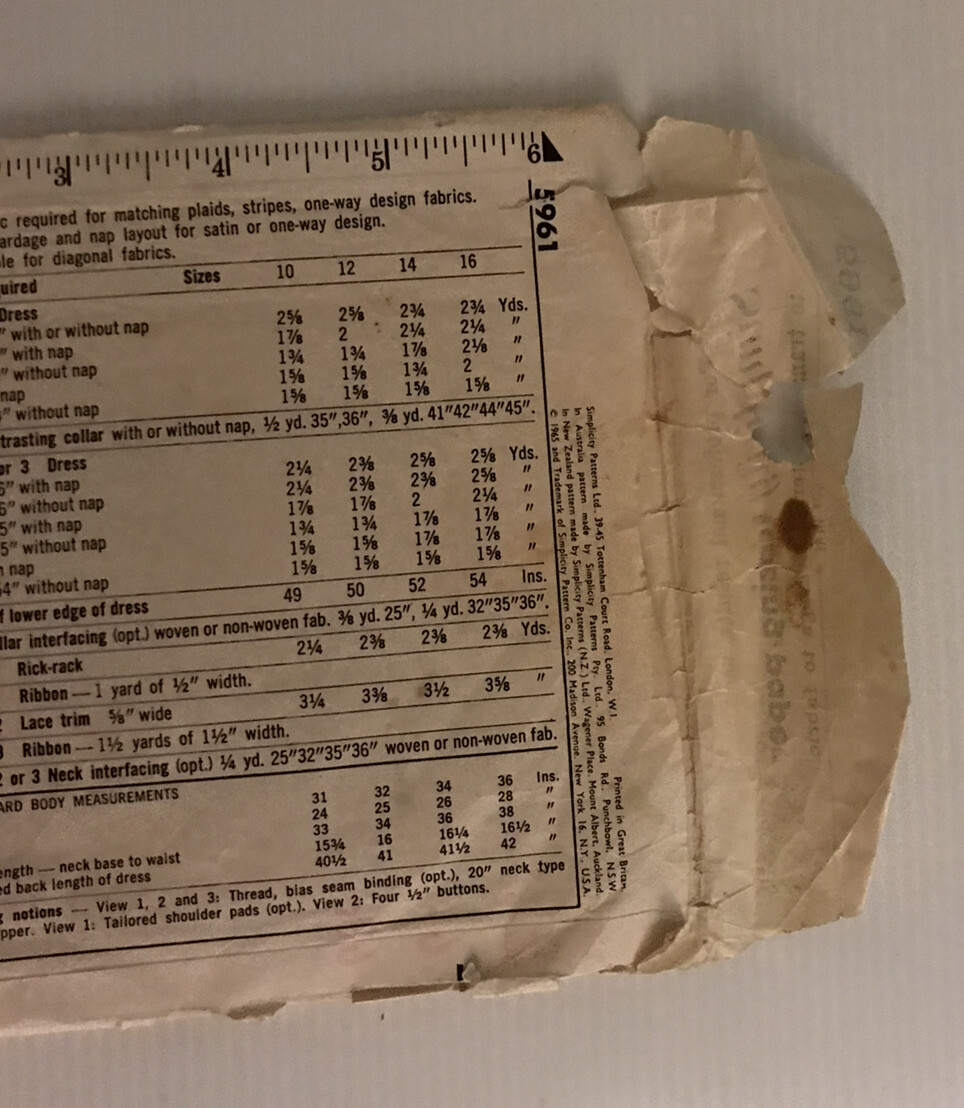 3 4 5 6
5961
c required for matching plaids, stripes, one-way design fabrics.
ardage and nap layout for satin or one-way design.
le for diagonal fabrics.
uired Sizes 10 12 14 16
Dress 2⅝ 2⅝ 2¾ 2¾ Yds.
" with or without nap 1⅞ 2 2¼ 2¼ "
" with nap 1¾ 1¾ 1⅞ 2⅛ "
" without nap 1⅝ 1⅝ 1¾ 2 "
nap 1⅝ 1⅝ 1⅝ 1⅝ "
" without nap
trasting collar with or without nap, ½ yd. 35",36", ⅜ yd. 41"42"44"45".
or 3 Dress 2¼ 2⅜ 2⅝ 2⅝ Yds.
5" with nap 2¼ 2⅜ 2⅜ 2⅝ "
6" without nap 1⅞ 1⅞ 2 2¼ "
5" with nap 1¾ 1¾ 1⅞ 1⅞ "
5" without nap 1⅝ 1⅝ 1⅞ 1⅞ "
nap 1⅝ 1⅝ 1⅝ 1⅝ "
54" without nap
f lower edge of dress 49 50 52 54 Ins.
llar interfacing (opt.) woven or non-woven fab. ⅜ yd. 25", ¼ yd. 32"35"36".
Rick-rack 2¼ 2⅜ 2⅜ 2⅜ Yds.
Ribbon — 1 yard of ½" width.
Lace trim ⅝" wide 3¼ 3⅜ 3½ 3⅝ "
3 Ribbon — 1½ yards of 1½" width.
2 or 3 Neck interfacing (opt.) ¼ yd. 25"32"35"36" woven or non-woven fab.
ARD BODY MEASUREMENTS
31 32 34 36 Ins.
24 25 26 28 "
33 34 36 38 "
ength — neck base to waist 15¾ 16 16¼ 16½ "
ed back length of dress 40½ 41 41½ 42 "
g notions — View 1, 2 and 3: Thread, bias seam binding (opt.), 20" neck type
pper. View 1: Tailored shoulder pads (opt.). View 2: Four ½" buttons.
Simplicity Patterns Ltd., 39-45 Tottenham Court Road, London, W.1. Printed in Great Britain
In Australia pattern made by Simplicity Patterns Pty. Ltd. 95 Bonds Rd., Punchbowl, N.S.W.
In New Zealand pattern made by Simplicity Patterns (N.Z.) Ltd., Wagener Place, Mount Albert, Auckland.
© 1965 and Trademark of Simplicity Pattern Co. Inc. 200 Madison Avenue, New York 16, N.Y., U.S.A.